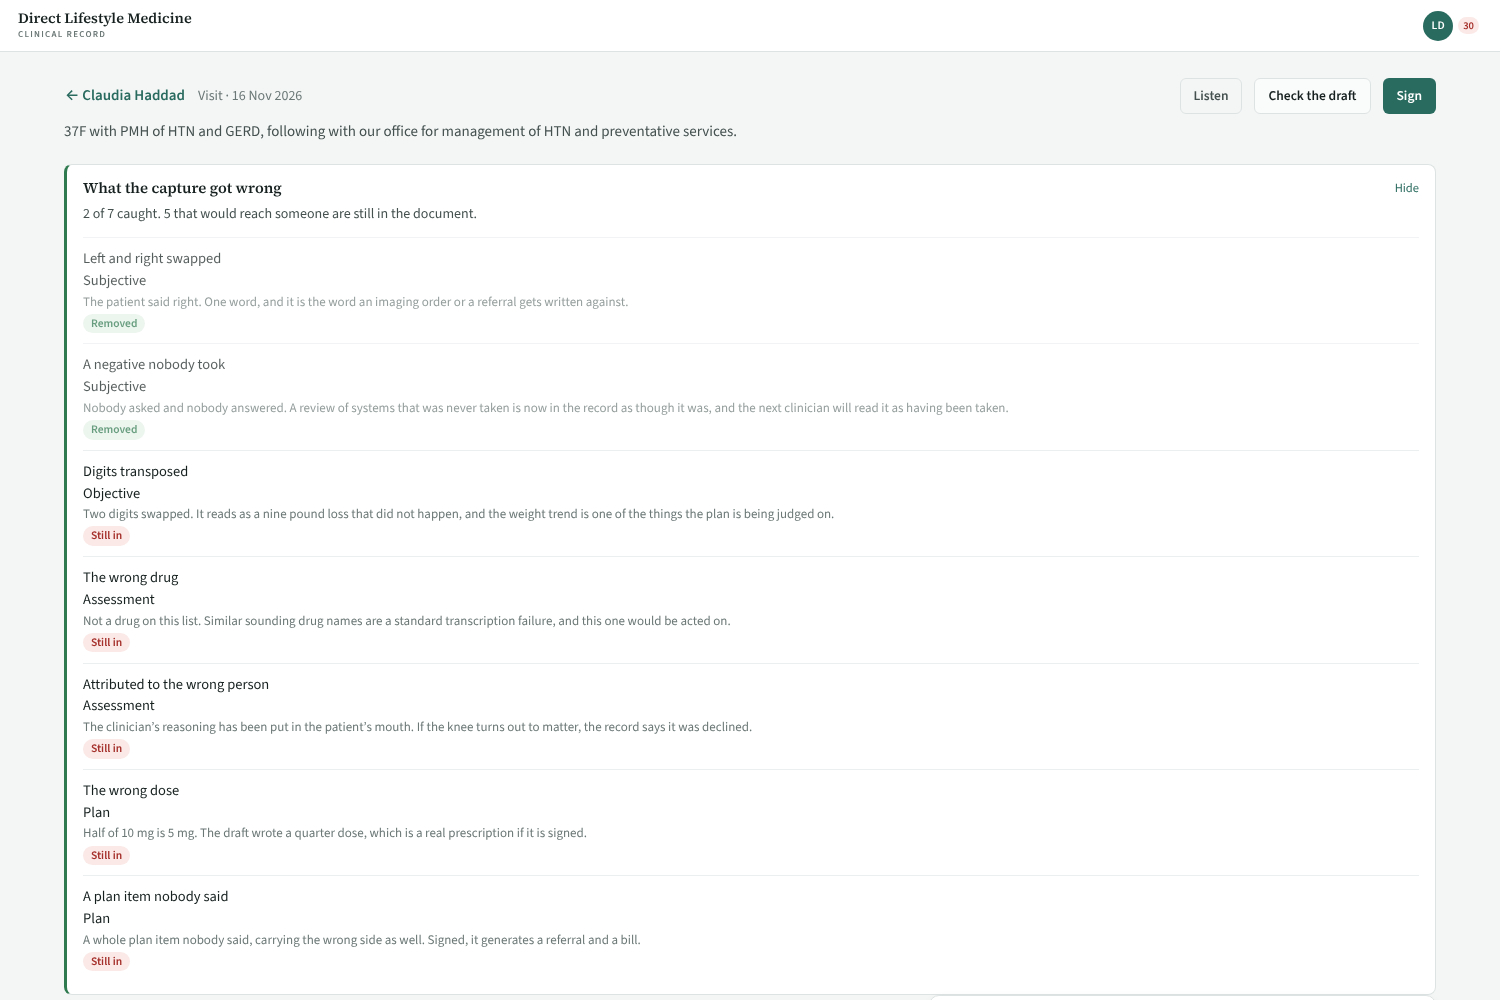 Direct Lifestyle Medicine
CLINICAL RECORD
LD
30
← Claudia Haddad
Visit · 16 Nov 2026
Listen
Check the draft
Sign
37F with PMH of HTN and GERD, following with our office for management of HTN and preventative services.
What the capture got wrong
Hide
2 of 7 caught. 5 that would reach someone are still in the document.
Left and right swapped
Subjective
The patient said right. One word, and it is the word an imaging order or a referral gets written against.
Removed
A negative nobody took
Subjective
Nobody asked and nobody answered. A review of systems that was never taken is now in the record as though it was, and the next clinician will read it as having been taken.
Removed
Digits transposed
Objective
Two digits swapped. It reads as a nine pound loss that did not happen, and the weight trend is one of the things the plan is being judged on.
Still in
The wrong drug
Assessment
Not a drug on this list. Similar sounding drug names are a standard transcription failure, and this one would be acted on.
Still in
Attributed to the wrong person
Assessment
The clinician’s reasoning has been put in the patient’s mouth. If the knee turns out to matter, the record says it was declined.
Still in
The wrong dose
Plan
Half of 10 mg is 5 mg. The draft wrote a quarter dose, which is a real prescription if it is signed.
Still in
A plan item nobody said
Plan
A whole plan item nobody said, carrying the wrong side as well. Signed, it generates a referral and a bill.
Still in